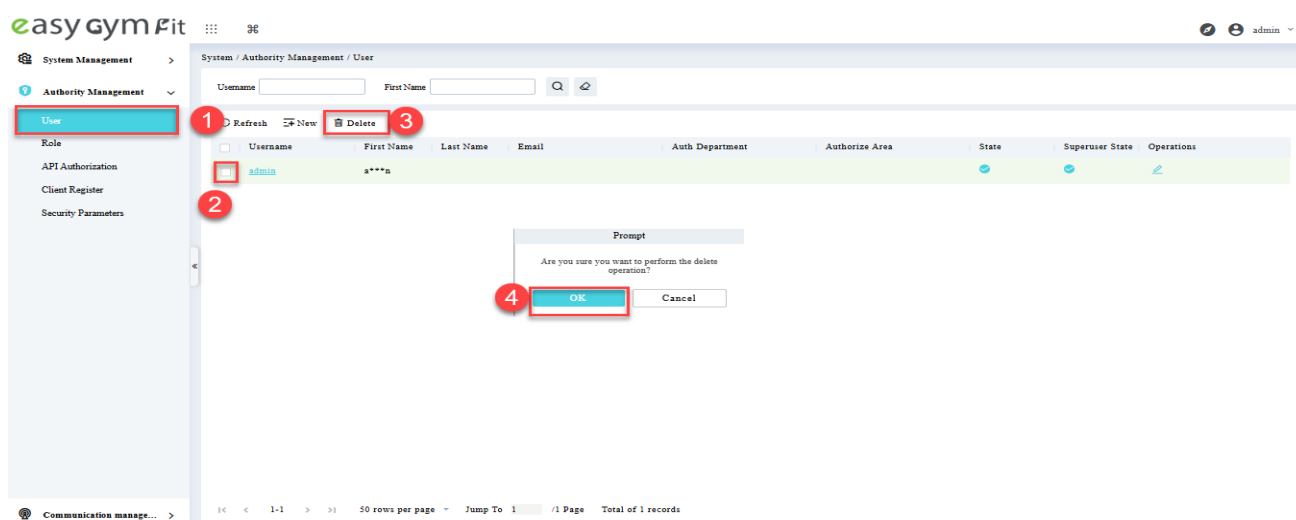 easy GYM Fit
admin
System Management
System / Authority Management / User
Authority Management
Username
First Name
User
1
Refresh
New
Delete
3
Role
Username
First Name
Last Name
Email
Auth Department
Authorize Area
State
Superuser State
Operations
API Authorization
admin
a***n
Client Register
2
Security Parameters
Prompt
Are you sure you want to perform the delete
operation?
4
OK
Cancel
Communication manage...
1-1
50 rows per page
Jump To
1
/1 Page
Total of 1 records